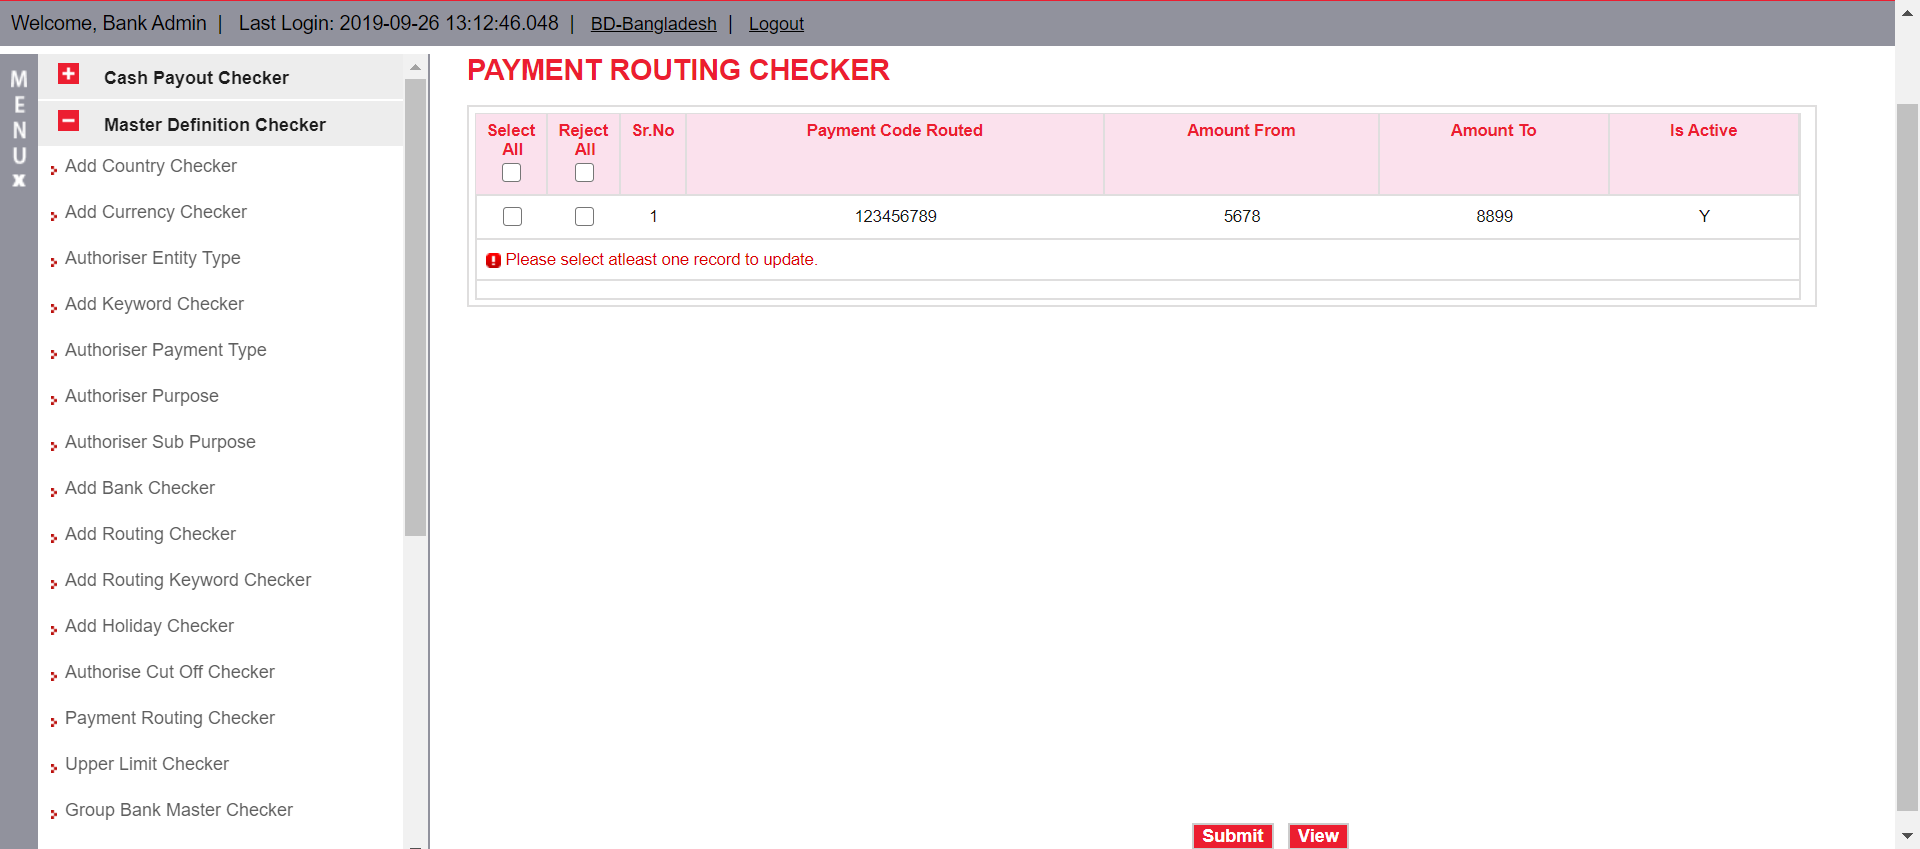 Welcome, Bank Admin | Last Login: 2019-09-26 13:12:46.048 | BD-Bangladesh | Logout
MENU X
Cash Payout Checker
Master Definition Checker
Add Country Checker
Add Currency Checker
Authoriser Entity Type
Add Keyword Checker
Authoriser Payment Type
Authoriser Purpose
Authoriser Sub Purpose
Add Bank Checker
Add Routing Checker
Add Routing Keyword Checker
Add Holiday Checker
Authorise Cut Off Checker
Payment Routing Checker
Upper Limit Checker
Group Bank Master Checker
PAYMENT ROUTING CHECKER
Select All Reject All Sr.No Payment Code Routed Amount From Amount To Is Active
1 123456789 5678 8899 Y
Please select atleast one record to update.
Submit View